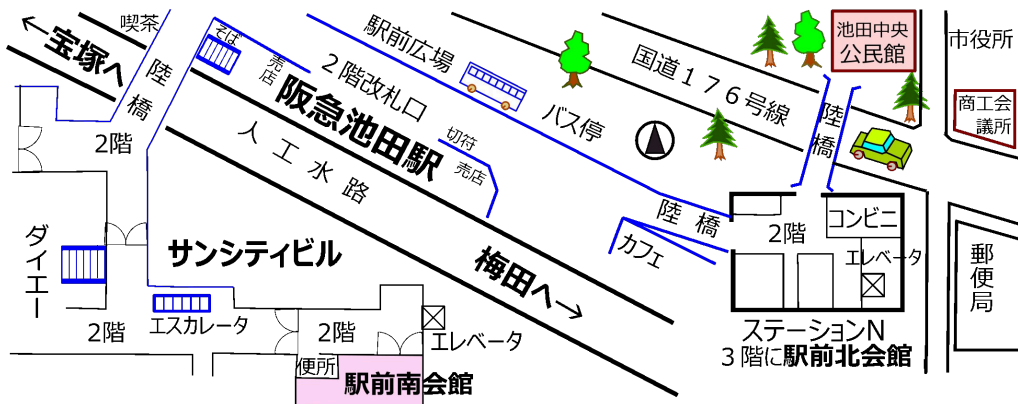 喫茶
←宝塚へ
陸橋
2階
そば
売店
2階改札口
阪急池田駅
切符
売店
人工水路
駅前広場
バス停
国道176号線
池田中央
公民館
陸橋
市役所
商工会
議所
陸橋
カフェ
2階
コンビニ
エレベータ
郵便局
ステーションN
3階に駅前北会館
梅田へ→
サンシティビル
ダイエー
2階
エスカレータ
2階
エレベータ
便所
駅前南会館